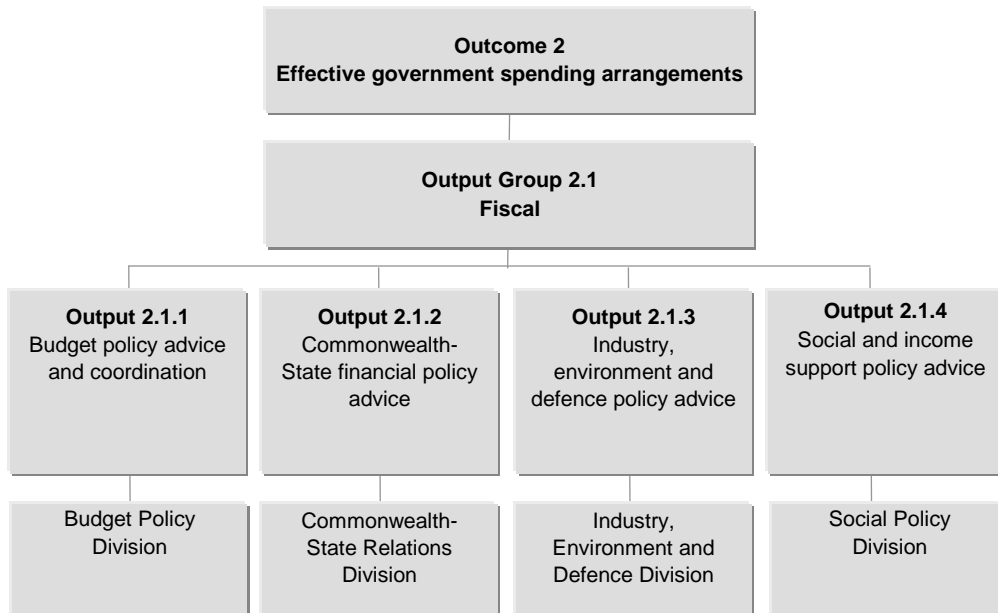 Outcome 2
Effective government spending arrangements
Output Group 2.1
Fiscal
Output 2.1.1
Budget policy advice
and coordination
Output 2.1.2
Commonwealth-
State financial policy
advice
Output 2.1.3
Industry,
environment and
defence policy advice
Output 2.1.4
Social and income
support policy advice
Budget Policy
Division
Commonwealth-
State Relations
Division
Industry,
Environment and
Defence Division
Social Policy
Division